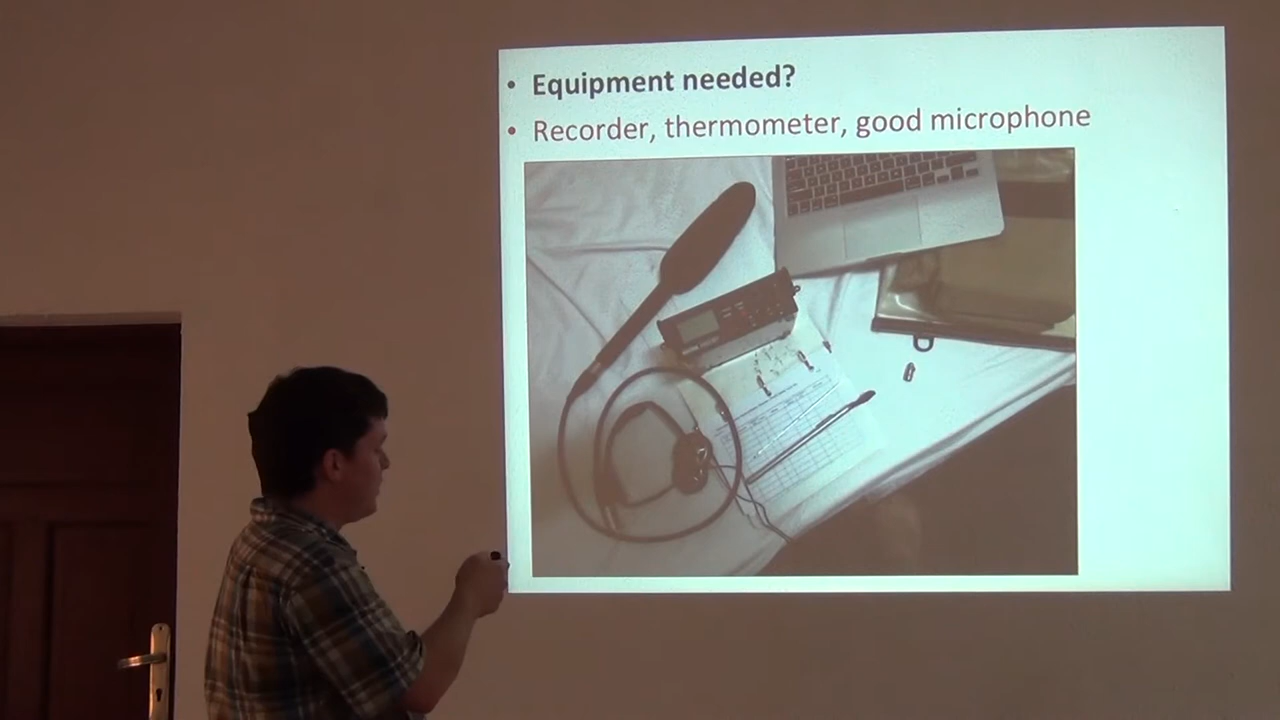 • Equipment needed?
• Recorder, thermometer, good microphone